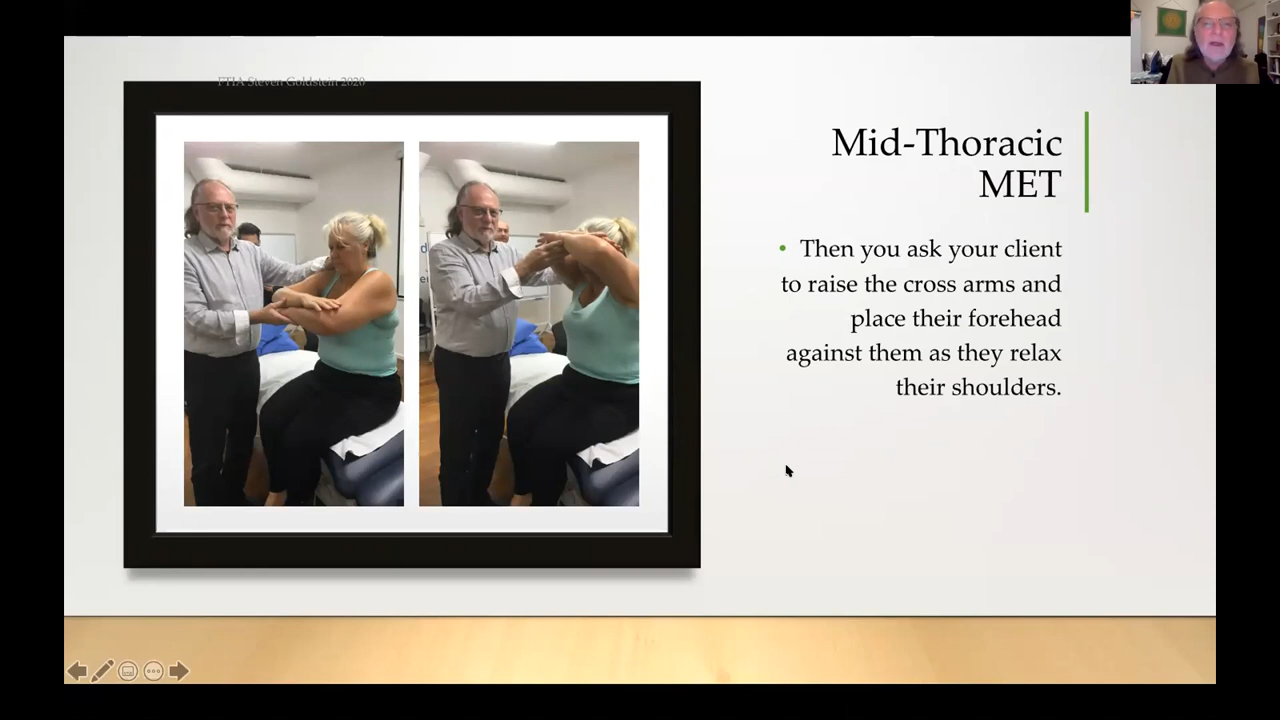 FTIA Steven Goldstein 2020
Mid-Thoracic
MET
• Then you ask your client
to raise the cross arms and
place their forehead
against them as they relax
their shoulders.